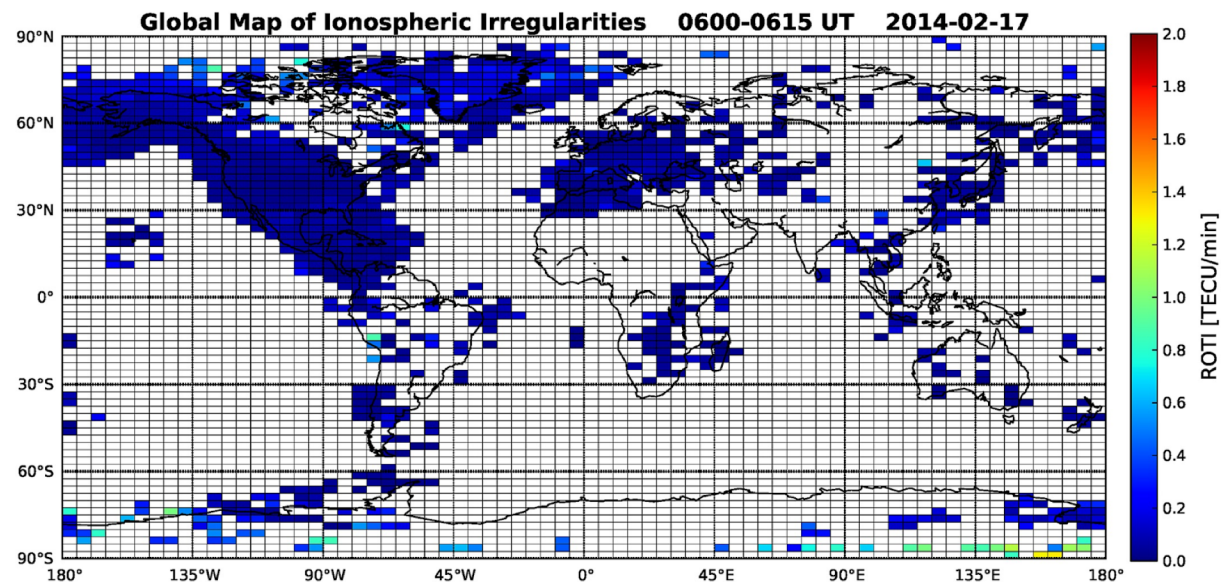 Global Map of Ionospheric Irregularities 0600-0615 UT 2014-02-17
90°N
60°N
30°N
0°
30°S
60°S
90°S
180°
135°W
90°W
45°W
0°
45°E
90°E
135°E
180°
2.0
1.8
1.6
1.4
1.2
1.0
0.8
0.6
0.4
0.2
0.0
ROTI [TECU/min]